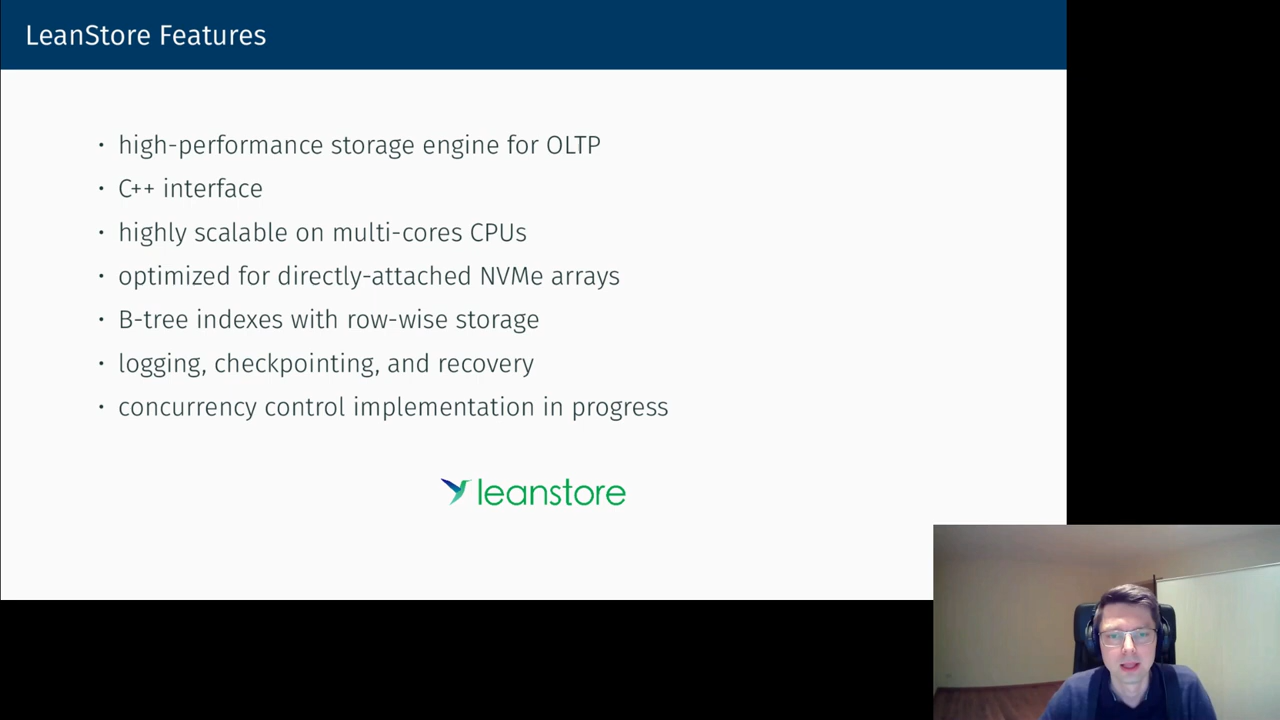 LeanStore Features
· high-performance storage engine for OLTP
· C++ interface
· highly scalable on multi-cores CPUs
· optimized for directly-attached NVMe arrays
· B-tree indexes with row-wise storage
· logging, checkpointing, and recovery
· concurrency control implementation in progress
leanstore